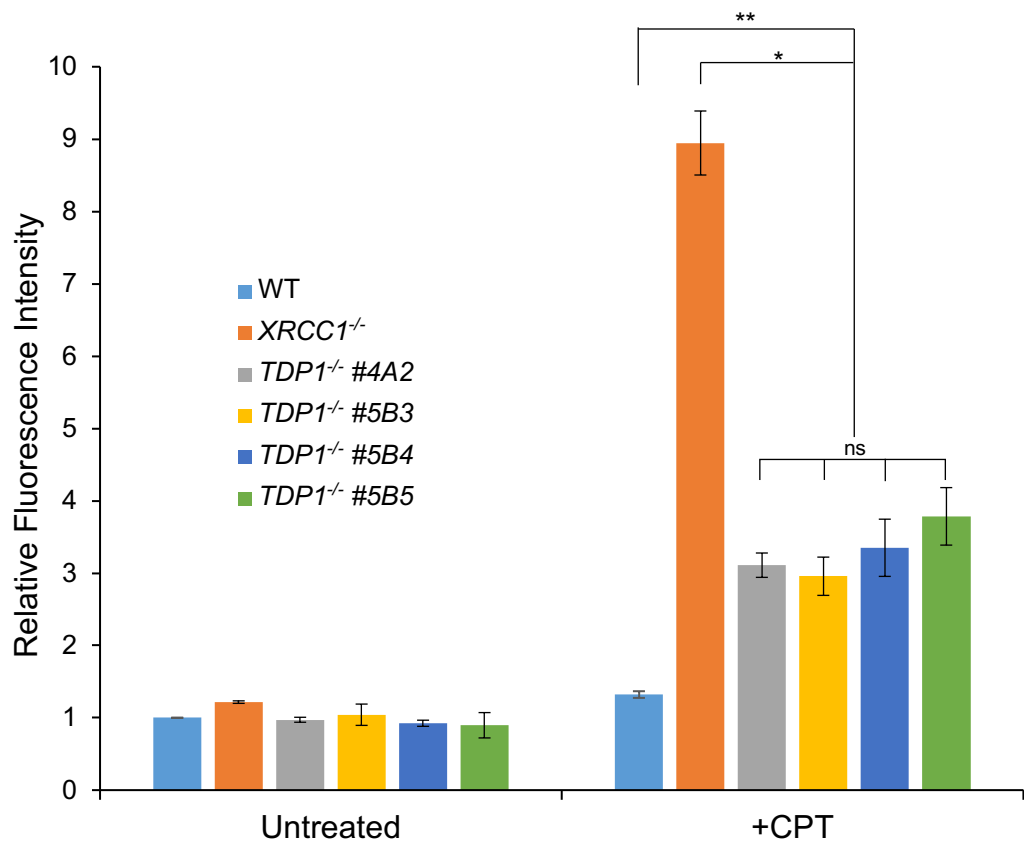 **
*
10
9
8
7
6
5
4
3
2
1
0
Relative Fluorescence Intensity
WT
XRCC1-/-
TDP1-/- #4A2
TDP1-/- #5B3
TDP1-/- #5B4
TDP1-/- #5B5
ns
Untreated
+CPT